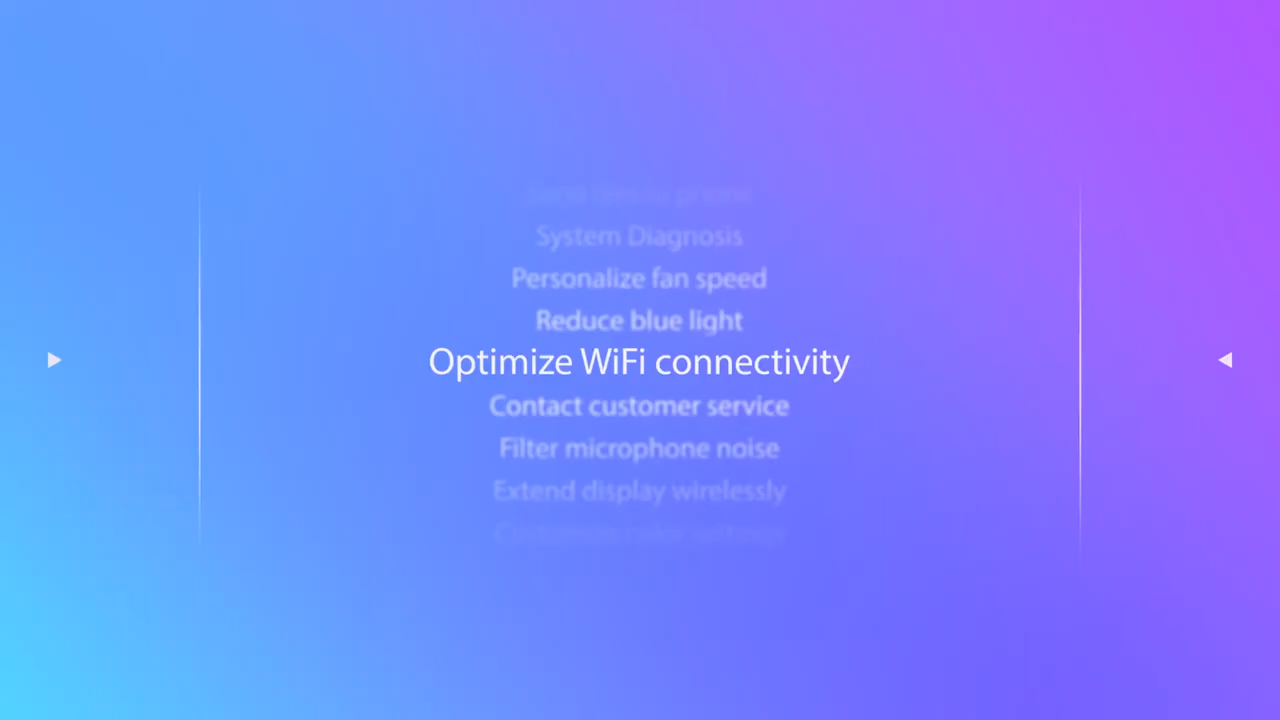 System Diagnosis
Personalize fan speed
Reduce blue light
Optimize WiFi connectivity
Contact customer service
Filter microphone noise
Extend display wirelessly